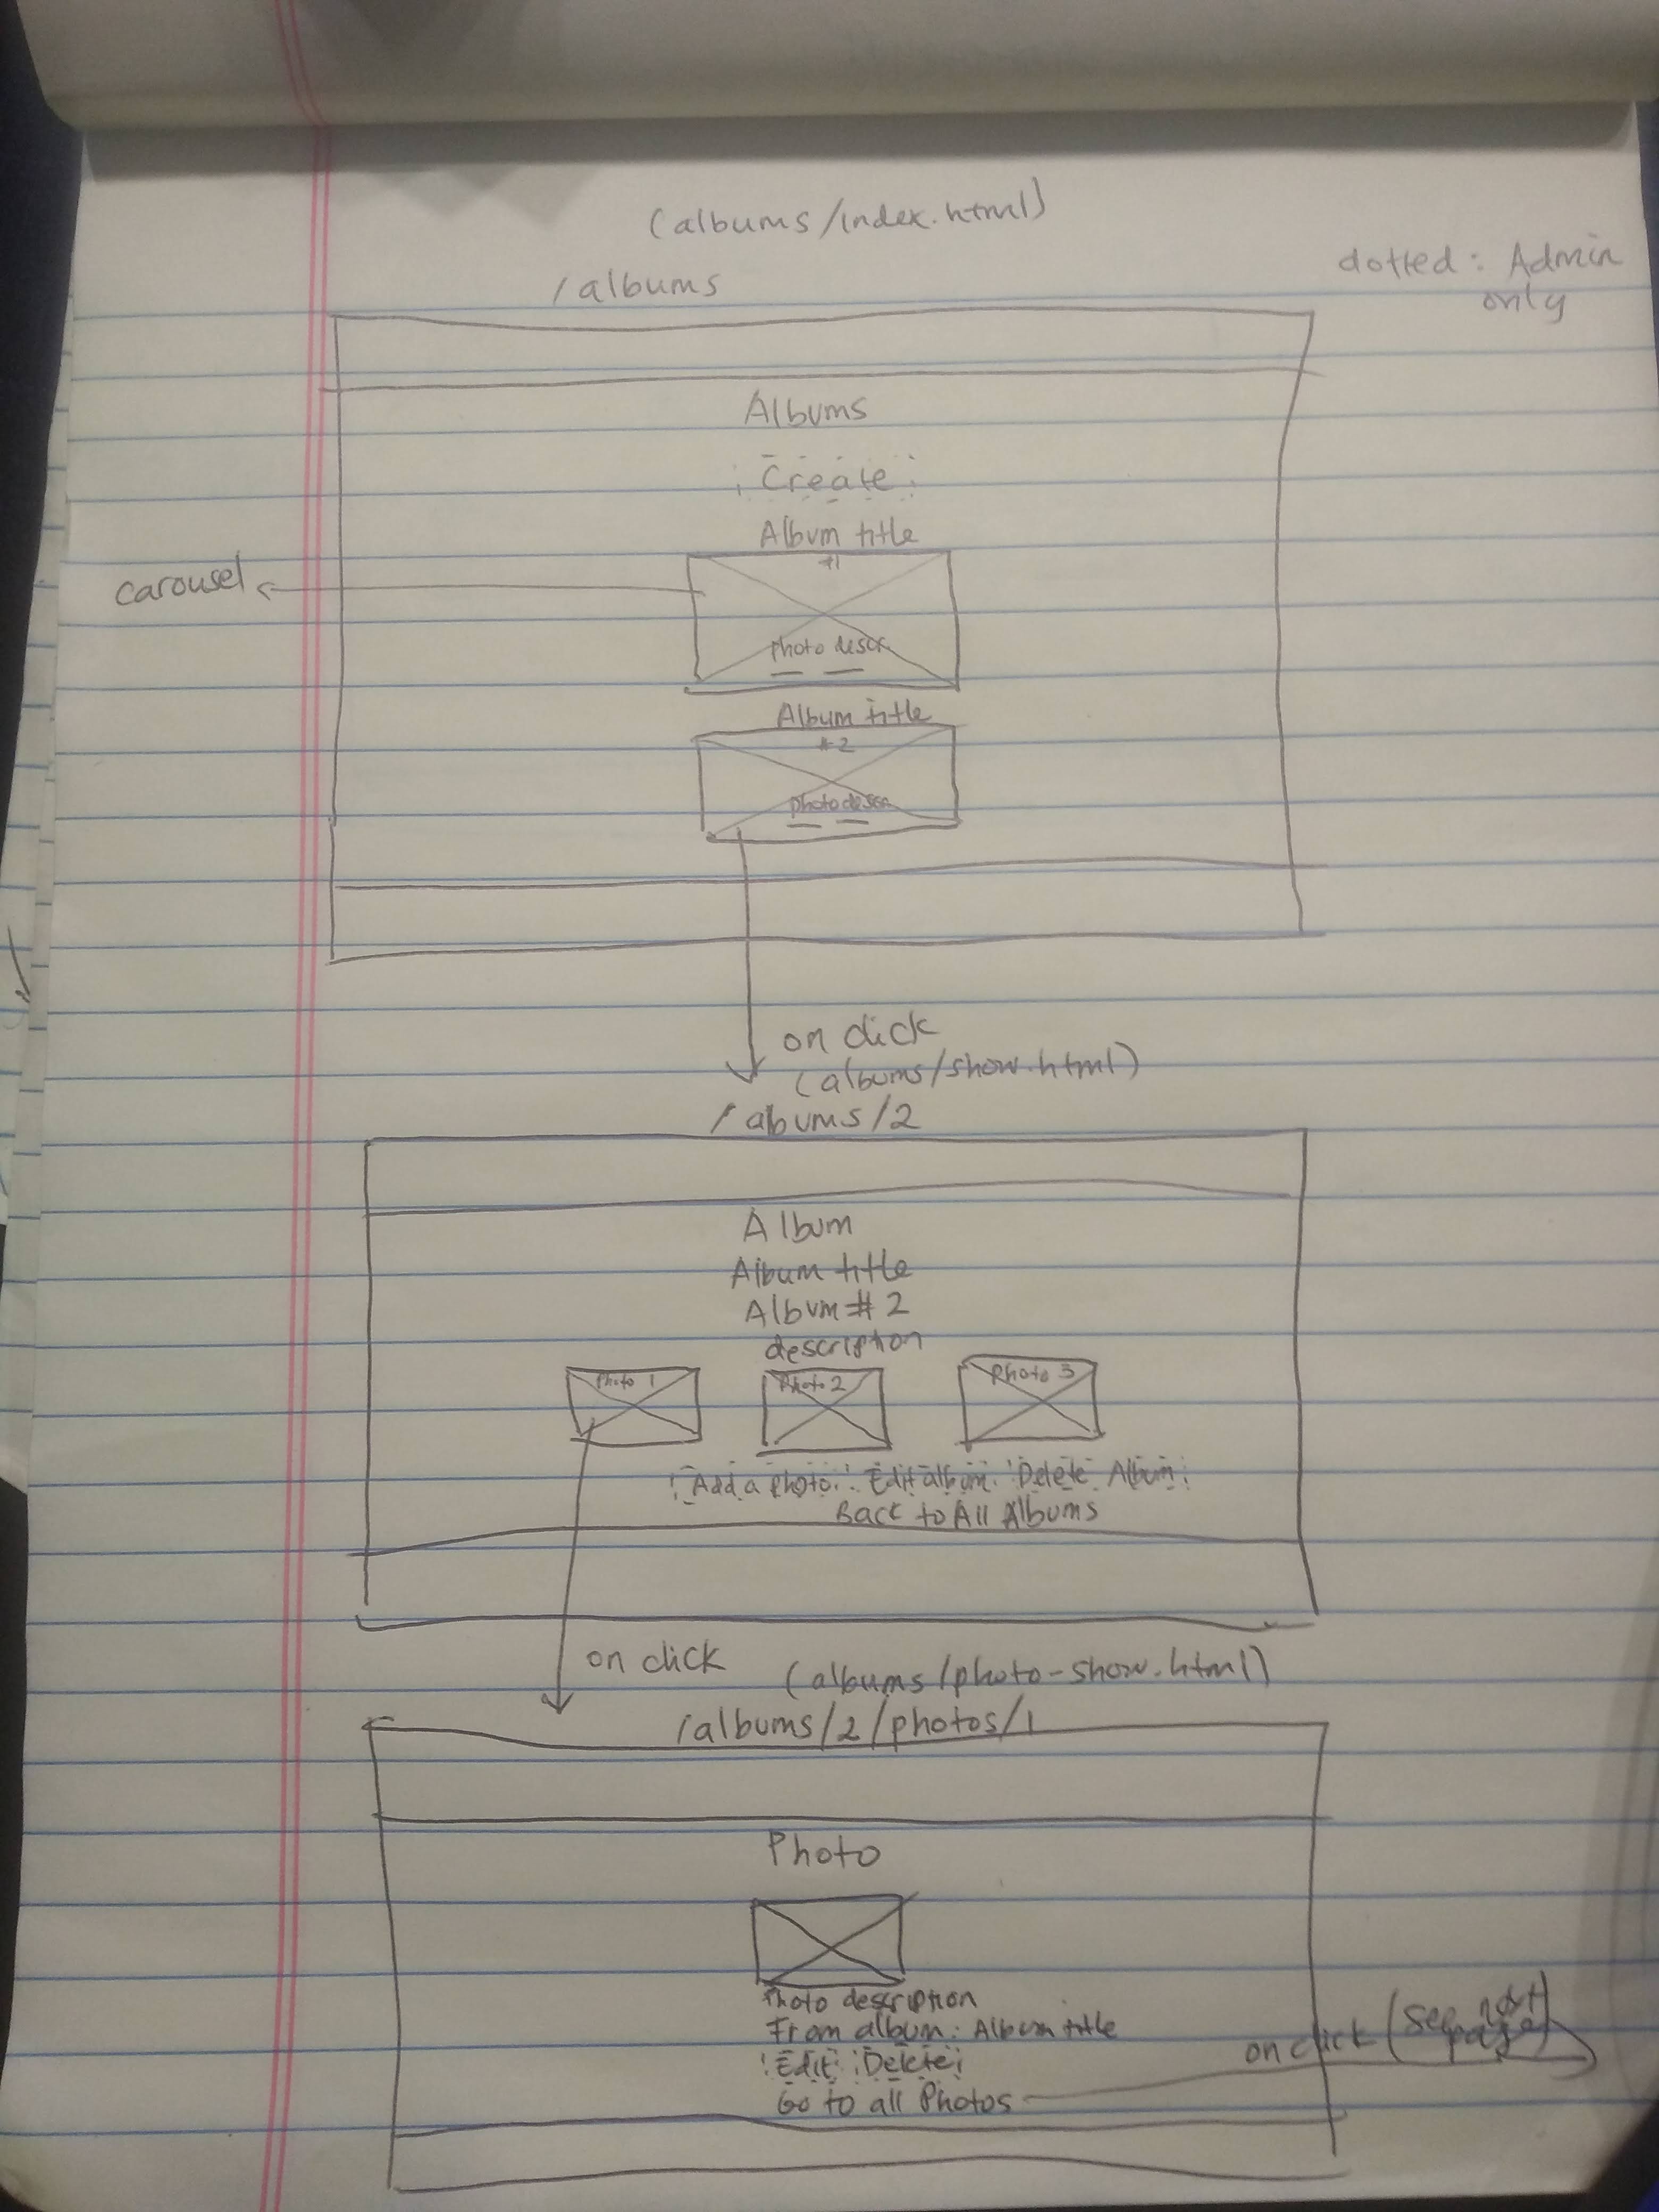 (albums/index.html)
/albums
dotted: Admin
only
Albums
Create
Album title
#1
carousel
Photo descr.
Album title
#2
photo descr.
on click
(albums/show.html)
/albums/2
Album
Album title
Album #2
description
Photo 1
Photo 2
Photo 3
Add a Photo Edit album Delete Album
Back to All Albums
on click
(albums/photo-show.html)
/albums/2/photos/1
Photo
Photo description
From album: Album title
Edit Delete
Go to all Photos
on click (see next
page)